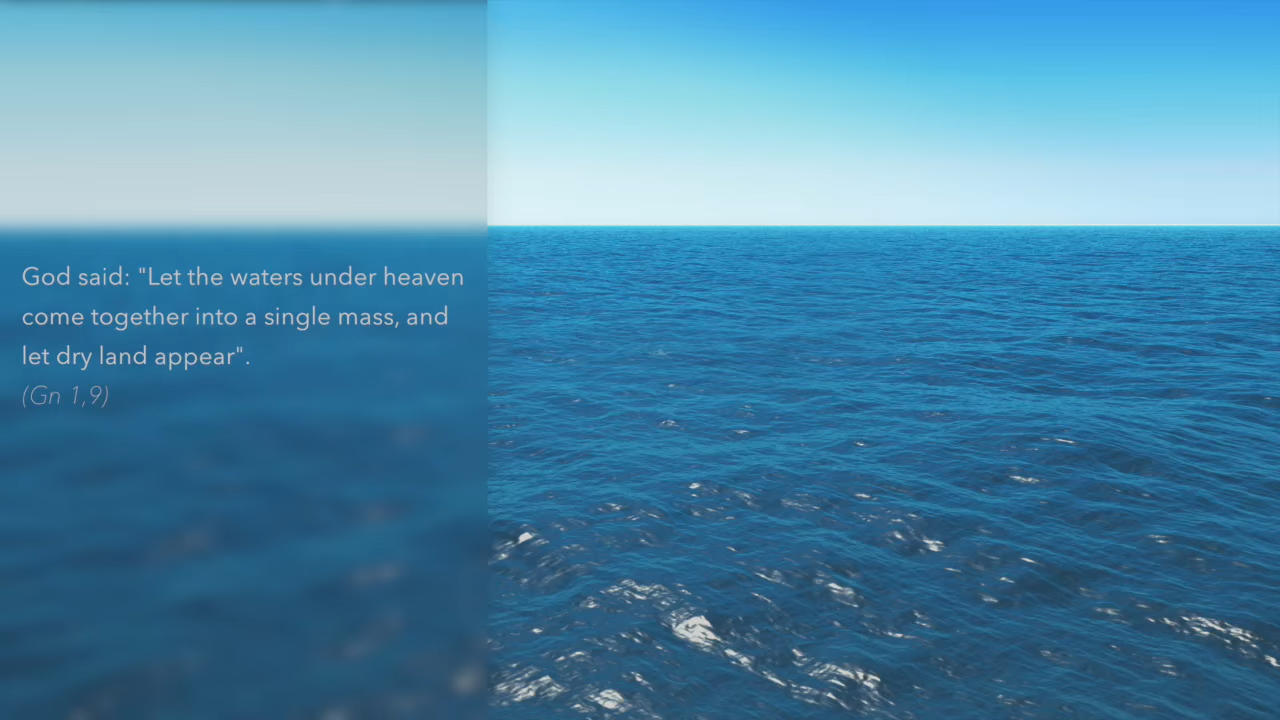 God said: "Let the waters under heaven
come together into a single mass, and
let dry land appear".
(Gn 1,9)